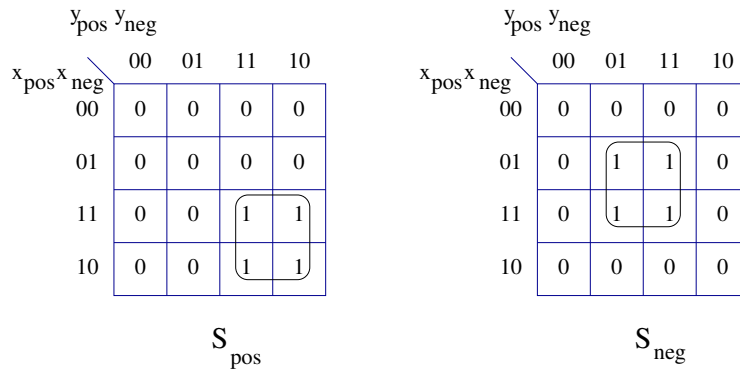 y_pos y_neg
00 01 11 10
x_pos x_neg
00 0 0 0 0
01 0 0 0 0
11 0 0 1 1
10 0 0 1 1
S_pos
y_pos y_neg
00 01 11 10
x_pos x_neg
00 0 0 0 0
01 0 1 1 0
11 0 1 1 0
10 0 0 0 0
S_neg